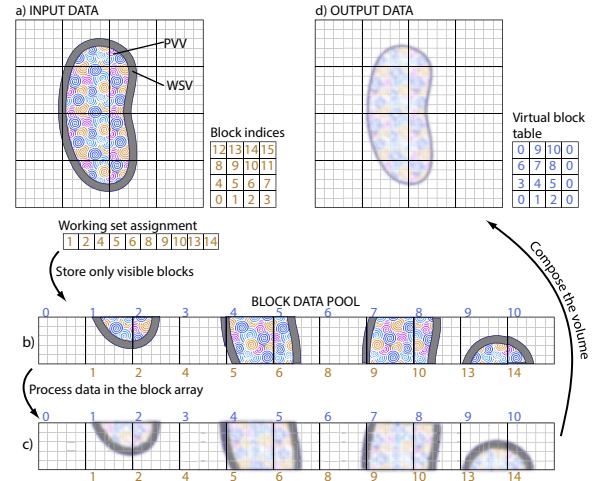 a) INPUT DATA
d) OUTPUT DATA
PVV
WSV
Block indices
12 13 14 15
8 9 10 11
4 5 6 7
0 1 2 3
Virtual block
table
0 9 10 0
6 7 8 0
3 4 5 0
0 1 2 0
Working set assignment
1 2 4 5 6 8 9 10 13 14
Store only visible blocks
Compose the volume
BLOCK DATA POOL
0 1 2 3 4 5 6 7 8 9 10
b)
1 2 4 5 6 8 9 10 13 14
Process data in the block array
0 1 2 3 4 5 6 7 8 9 10
c)
1 2 4 5 6 8 9 10 13 14